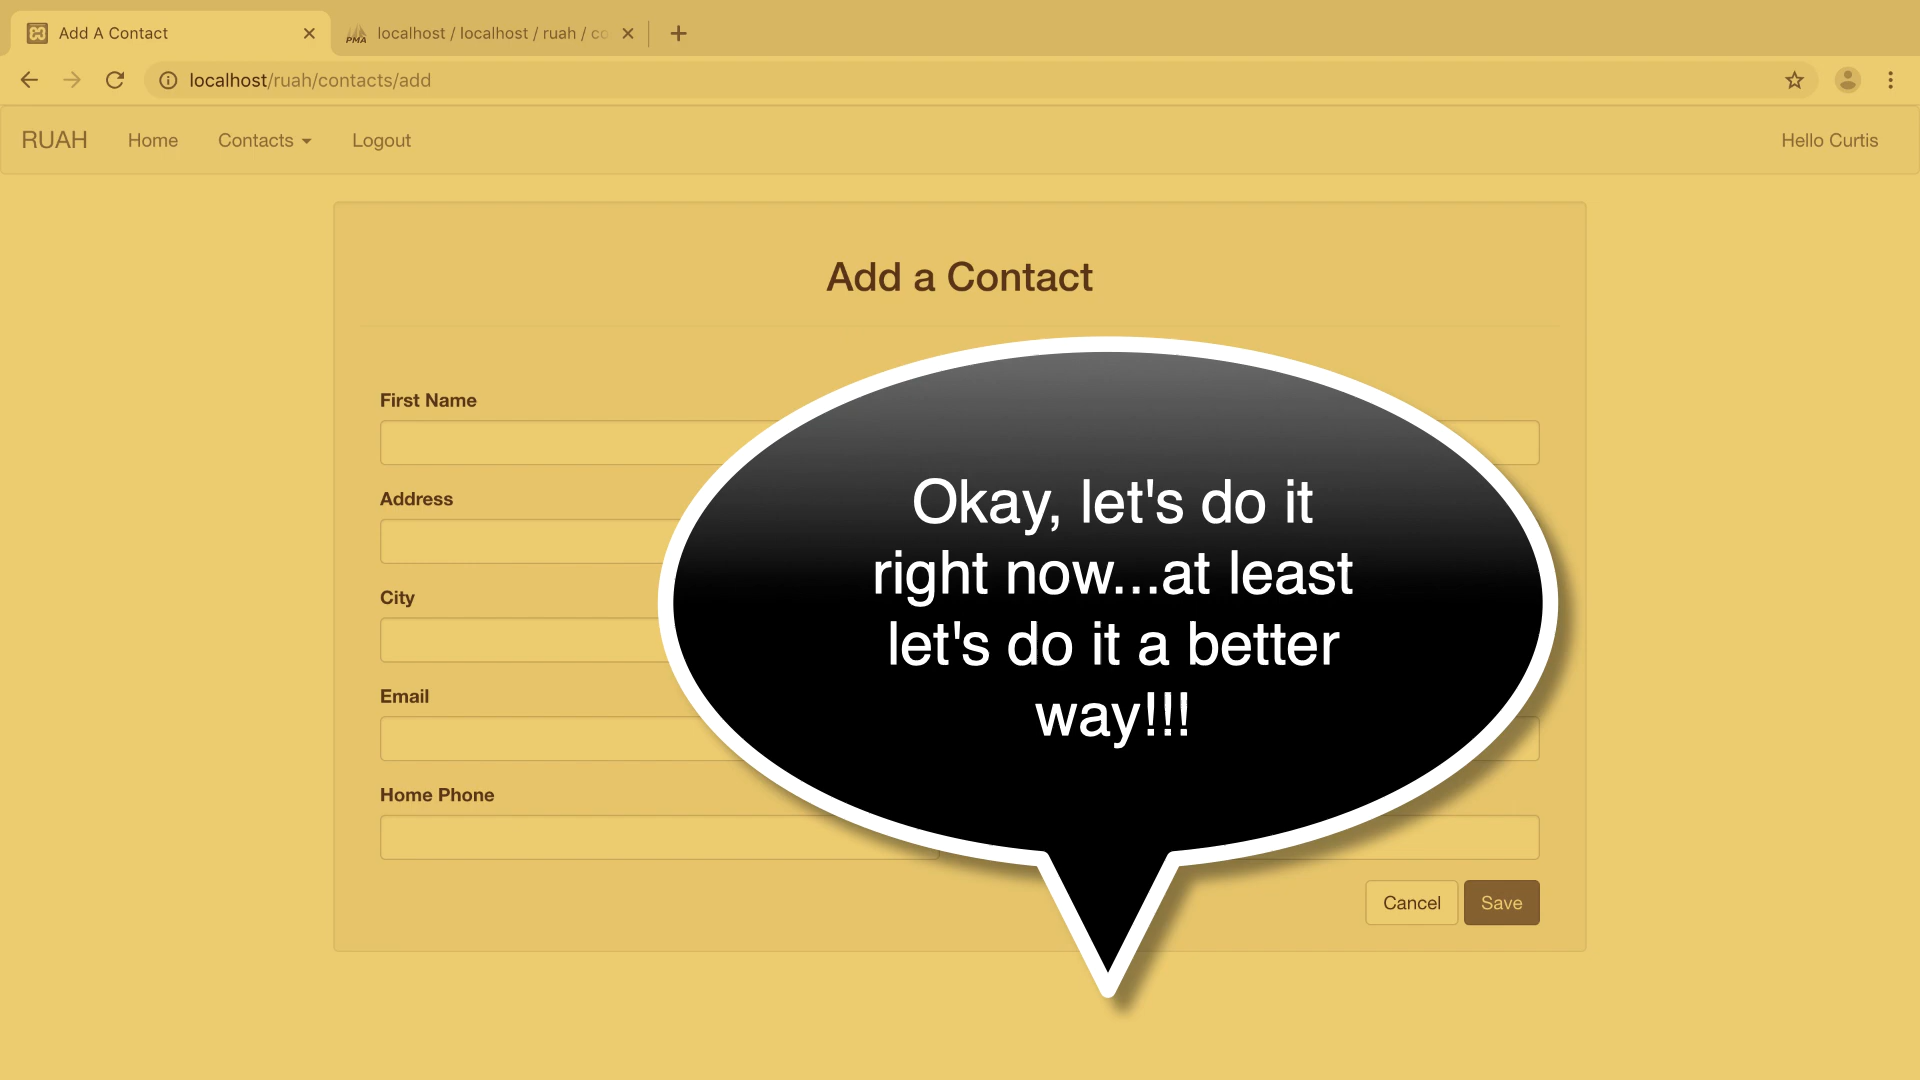 Add A Contact
PMA localhost / localhost / ruah / co
localhost/ruah/contacts/add
RUAH Home Contacts Logout Hello Curtis
Add a Contact
First Name
Address
City
Email
Home Phone
Okay, let's do it
right now...at least
let's do it a better
way!!!
Cancel Save